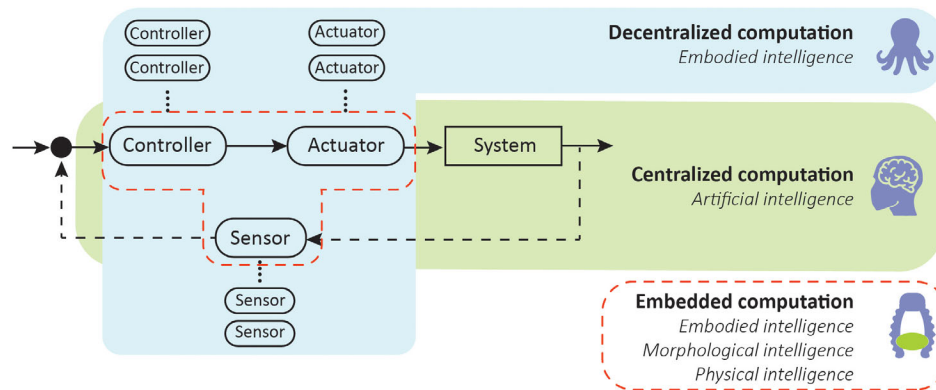 Controller
Actuator
Decentralized computation
Embodied intelligence
Controller
Actuator
Controller
Actuator
System
Centralized computation
Artificial intelligence
Sensor
Sensor
Sensor
Embedded computation
Embodied intelligence
Morphological intelligence
Physical intelligence